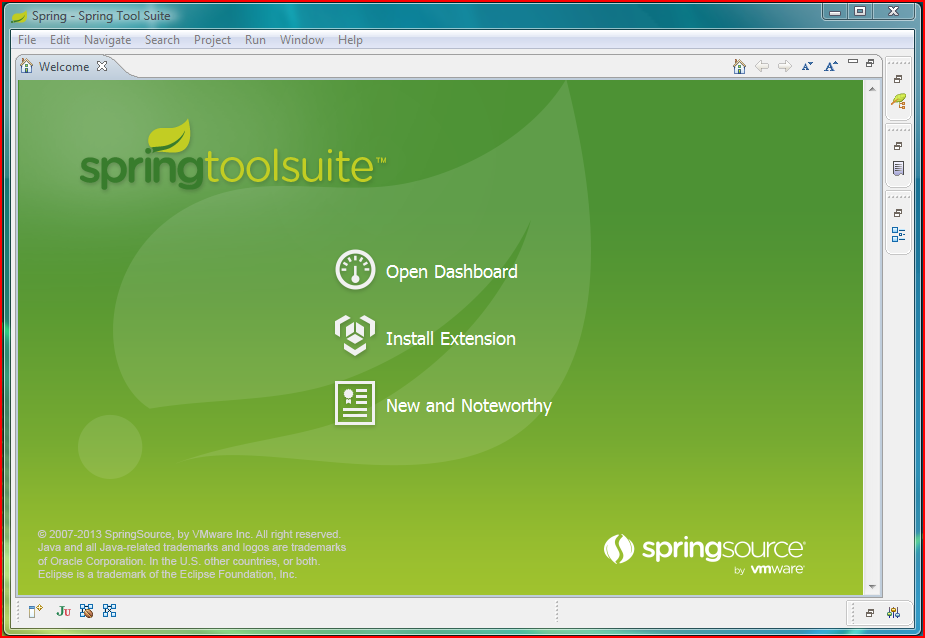 Spring - Spring Tool Suite
File Edit Navigate Search Project Run Window Help
Welcome
A A
springtoolsuite™
Open Dashboard
Install Extension
New and Noteworthy
© 2007-2013 SpringSource, by VMware Inc. All right reserved.
Java and all Java-related trademarks and logos are trademarks
of Oracle Corporation. In the U.S. other countries, or both.
Eclipse is a trademark of the Eclipse Foundation, Inc.
springsource
by vmware
Ju